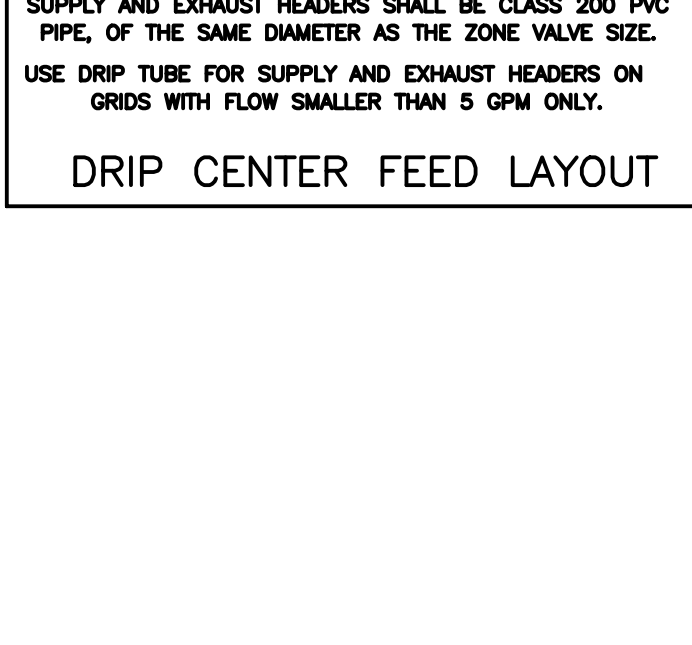 SUPPLY AND EXHAUST HEADERS SHALL BE CLASS 200 PVC
PIPE, OF THE SAME DIAMETER AS THE ZONE VALVE SIZE.
USE DRIP TUBE FOR SUPPLY AND EXHAUST HEADERS ON
GRIDS WITH FLOW SMALLER THAN 5 GPM ONLY.
DRIP CENTER FEED LAYOUT